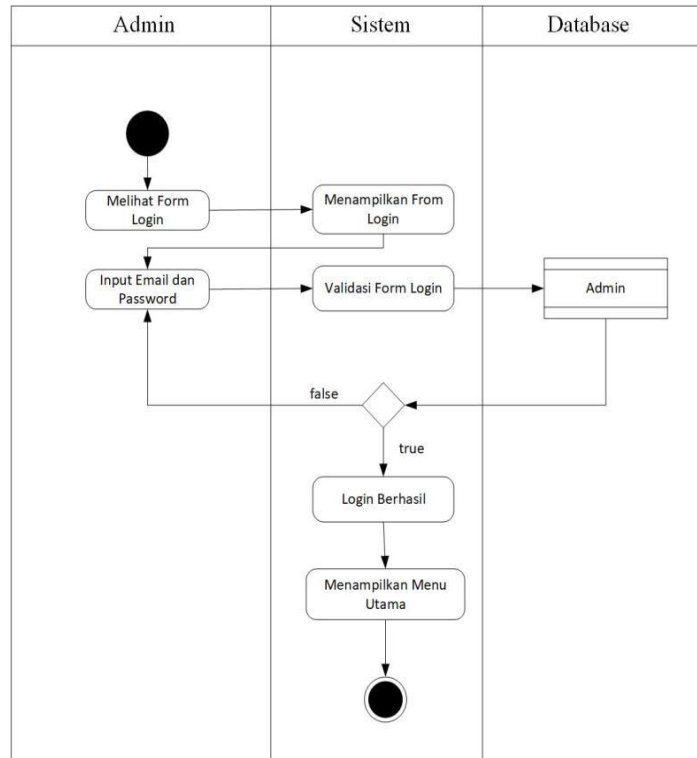 Admin
Sistem
Database
Melihat Form
Login
Menampilkan From
Login
Input Email dan
Password
Validasi Form Login
Admin
false
true
Login Berhasil
Menampilkan Menu
Utama